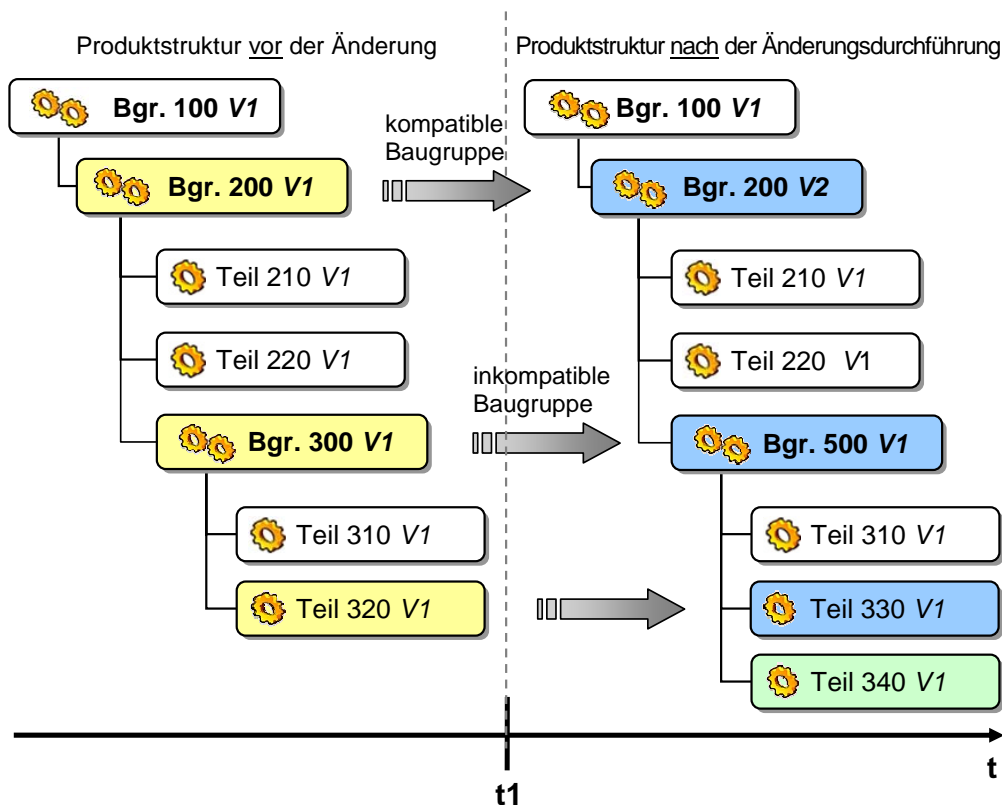 Produktstruktur vor der Änderung
Produktstruktur nach der Änderungsdurchführung
Bgr. 100 V1
Bgr. 100 V1
kompatible
Baugruppe
Bgr. 200 V1
Bgr. 200 V2
Teil 210 V1
Teil 210 V1
Teil 220 V1
Teil 220 V1
inkompatible
Baugruppe
Bgr. 300 V1
Bgr. 500 V1
Teil 310 V1
Teil 310 V1
Teil 320 V1
Teil 330 V1
Teil 340 V1
t
t1